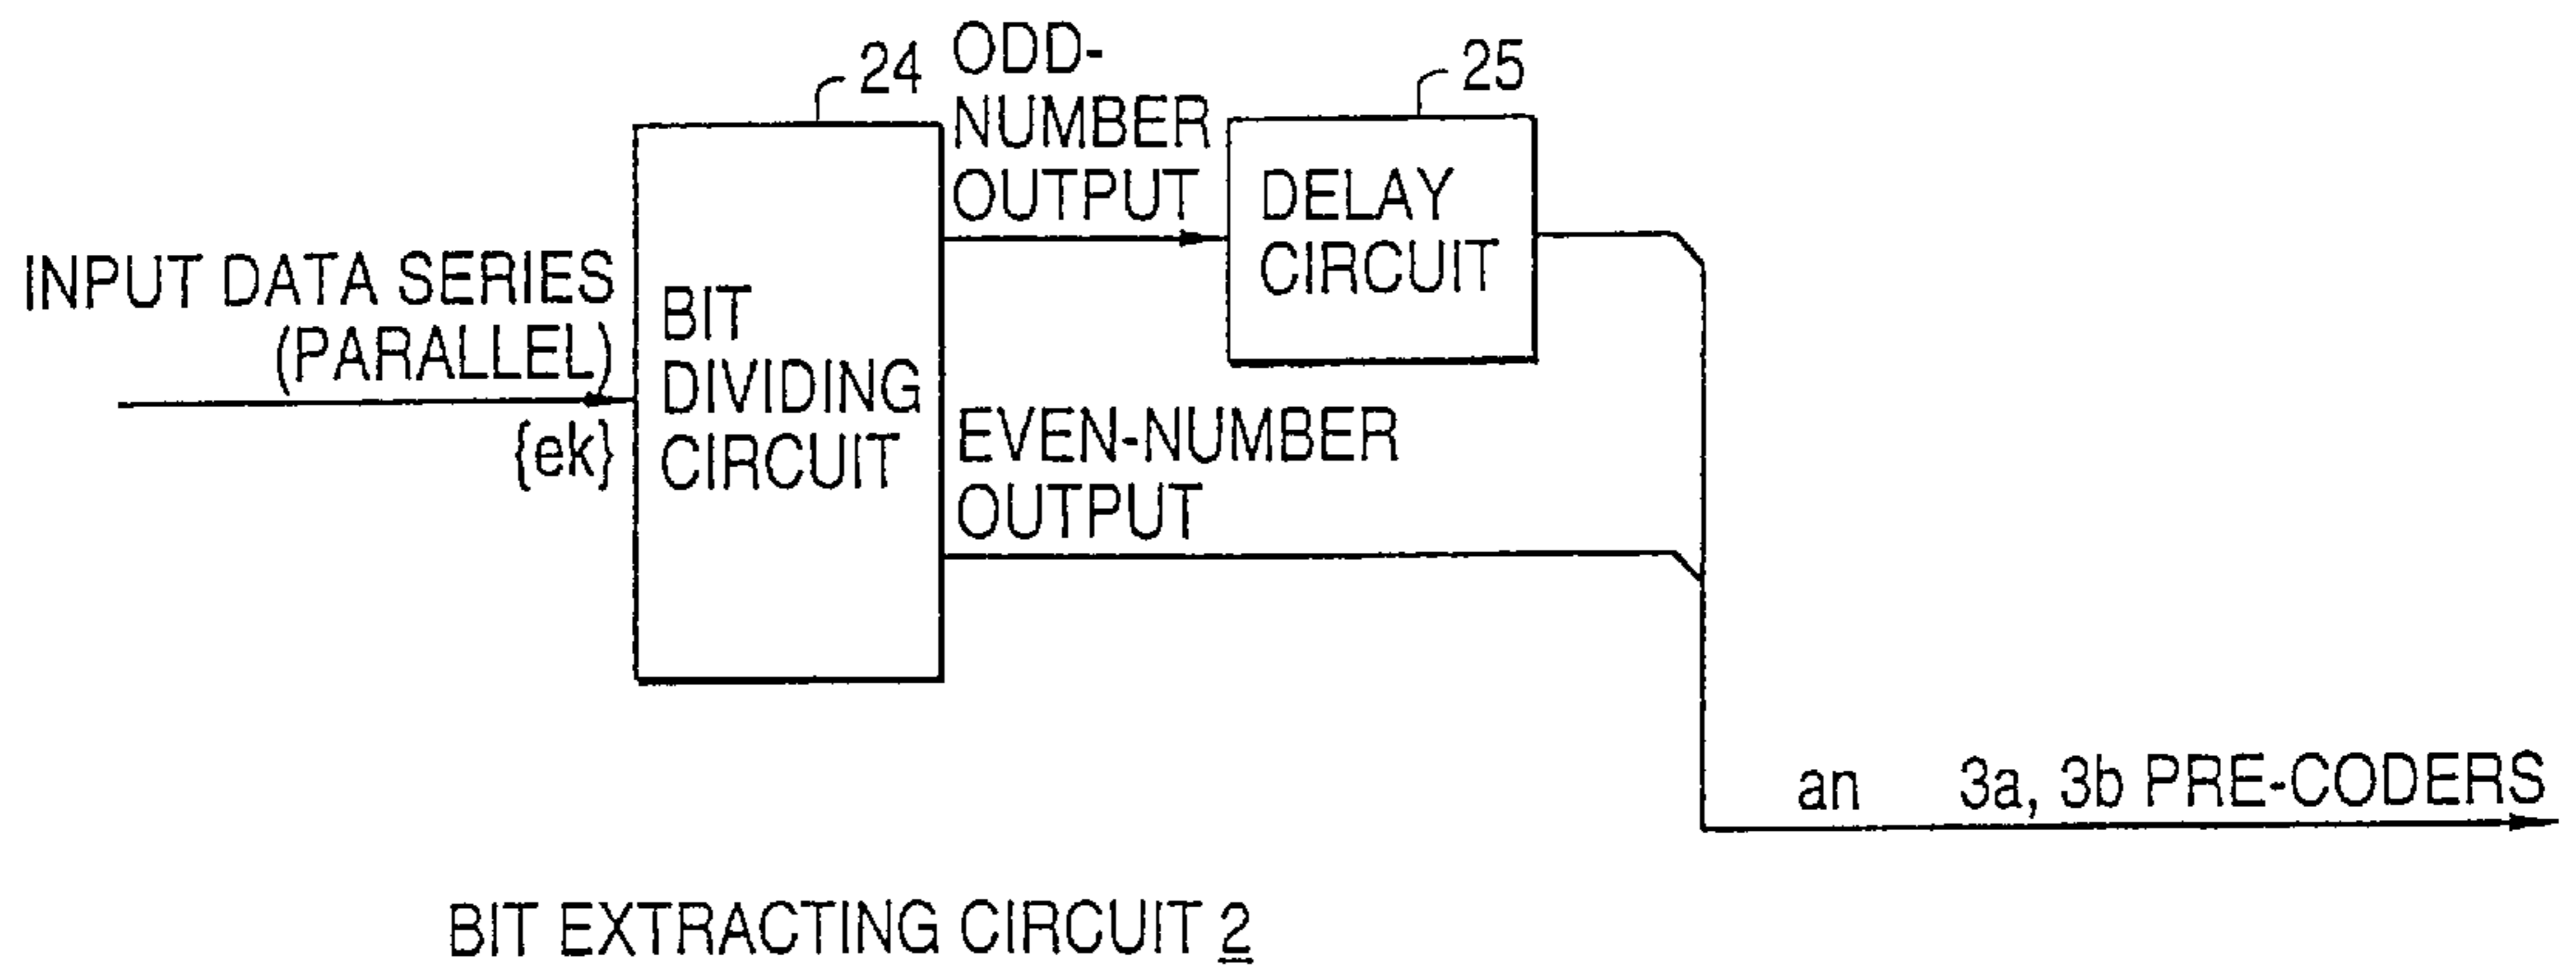 24
ODD-
NUMBER
OUTPUT
25
DELAY
CIRCUIT
INPUT DATA SERIES
(PARALLEL)
{ek}
BIT
DIVIDING
CIRCUIT
EVEN-NUMBER
OUTPUT
an 3a, 3b PRE-CODERS
BIT EXTRACTING CIRCUIT 2